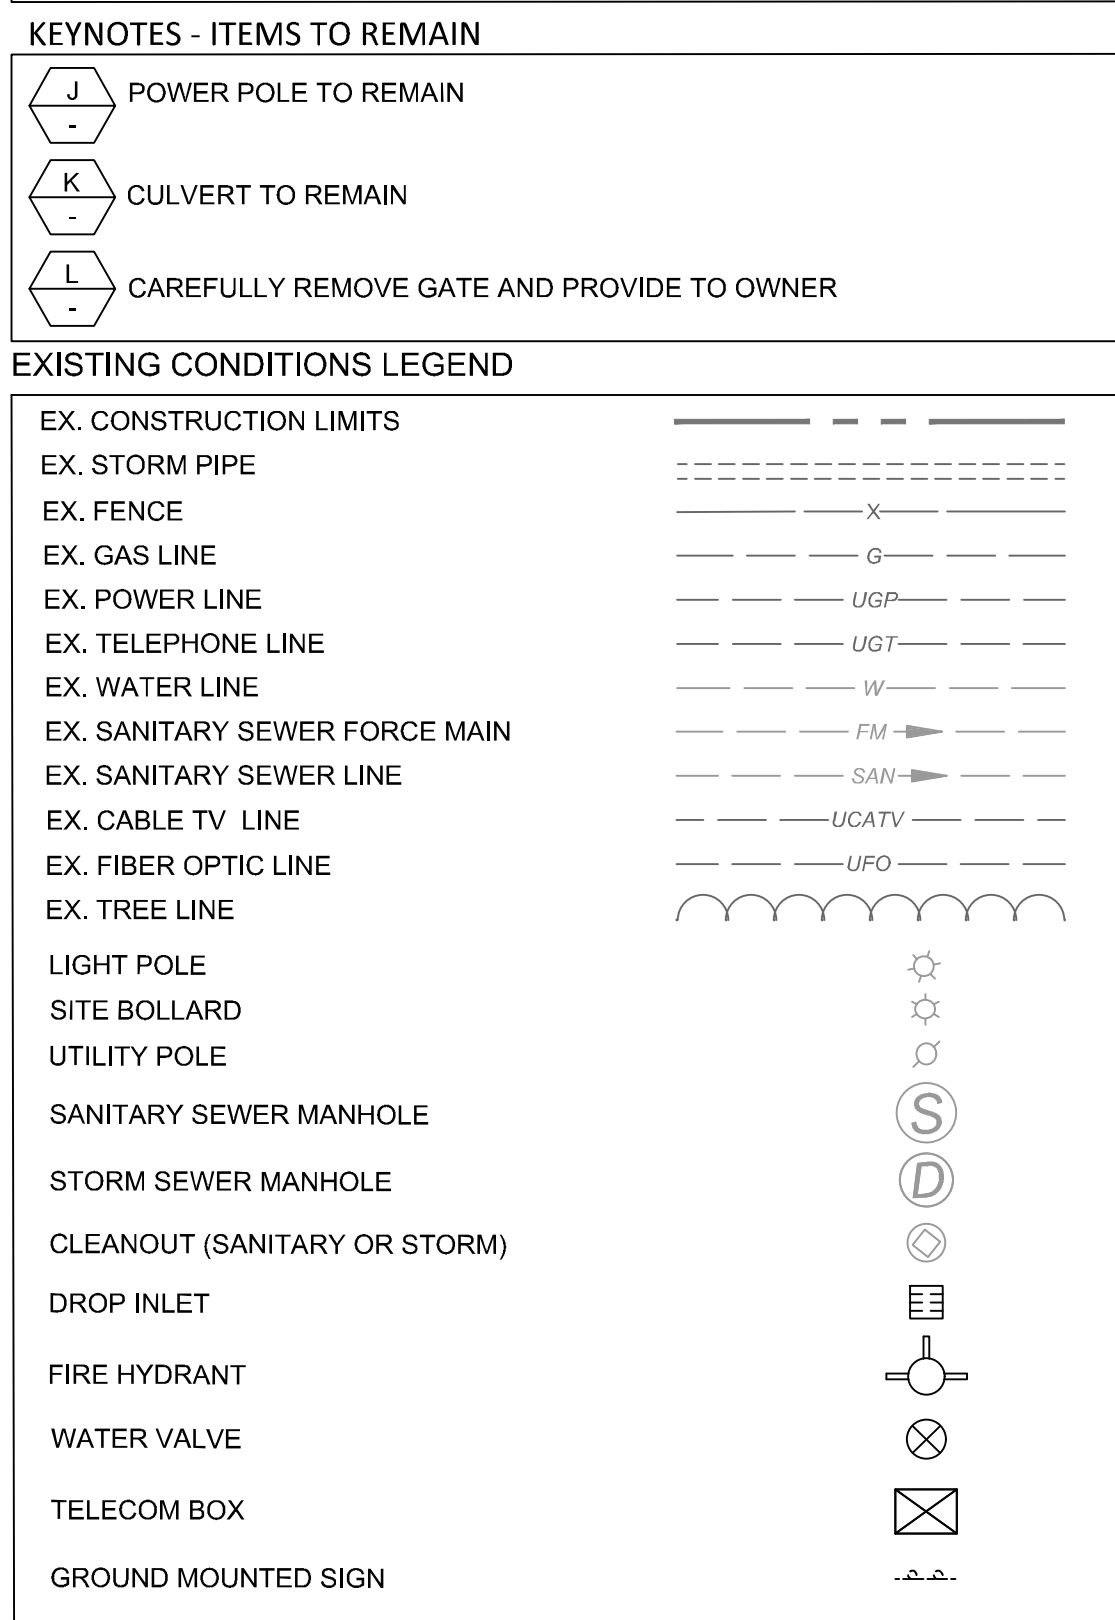 KEYNOTES - ITEMS TO REMAIN
J
-
POWER POLE TO REMAIN
K
-
CULVERT TO REMAIN
L
-
CAREFULLY REMOVE GATE AND PROVIDE TO OWNER
EXISTING CONDITIONS LEGEND
EX. CONSTRUCTION LIMITS
EX. STORM PIPE
EX. FENCE X
EX. GAS LINE G
EX. POWER LINE UGP
EX. TELEPHONE LINE UGT
EX. WATER LINE W
EX. SANITARY SEWER FORCE MAIN FM
EX. SANITARY SEWER LINE SAN
EX. CABLE TV LINE UCATV
EX. FIBER OPTIC LINE UFO
EX. TREE LINE
LIGHT POLE
SITE BOLLARD
UTILITY POLE
SANITARY SEWER MANHOLE S
STORM SEWER MANHOLE D
CLEANOUT (SANITARY OR STORM)
DROP INLET
FIRE HYDRANT
WATER VALVE
TELECOM BOX
GROUND MOUNTED SIGN